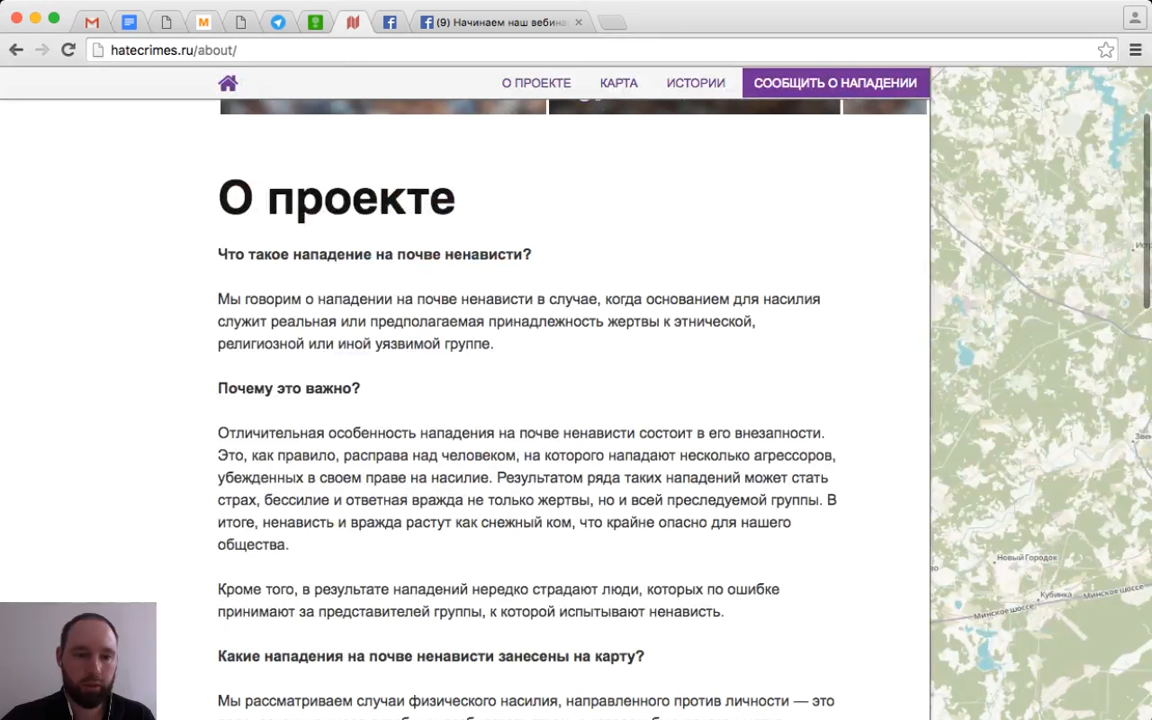 (9) Начинаем наш вебина
hatecrimes.ru/about/
О ПРОЕКТЕ КАРТА ИСТОРИИ СООБЩИТЬ О НАПАДЕНИИ
О проекте
Что такое нападение на почве ненависти?
Мы говорим о нападении на почве ненависти в случае, когда основанием для насилия
служит реальная или предполагаемая принадлежность жертвы к этнической,
религиозной или иной уязвимой группе.
Почему это важно?
Отличительная особенность нападения на почве ненависти состоит в его внезапности.
Это, как правило, расправа над человеком, на которого нападают несколько агрессоров,
убежденных в своем праве на насилие. Результатом ряда таких нападений может стать
страх, бессилие и ответная вражда не только жертвы, но и всей преследуемой группы. В
итоге, ненависть и вражда растут как снежный ком, что крайне опасно для нашего
общества.
Кроме того, в результате нападений нередко страдают люди, которых по ошибке
принимают за представителей группы, к которой испытывают ненависть.
Какие нападения на почве ненависти занесены на карту?
Мы рассматриваем случаи физического насилия, направленного против личности — это
Новый Городок
Кубинка
Минское шоссе
Минское шоссе